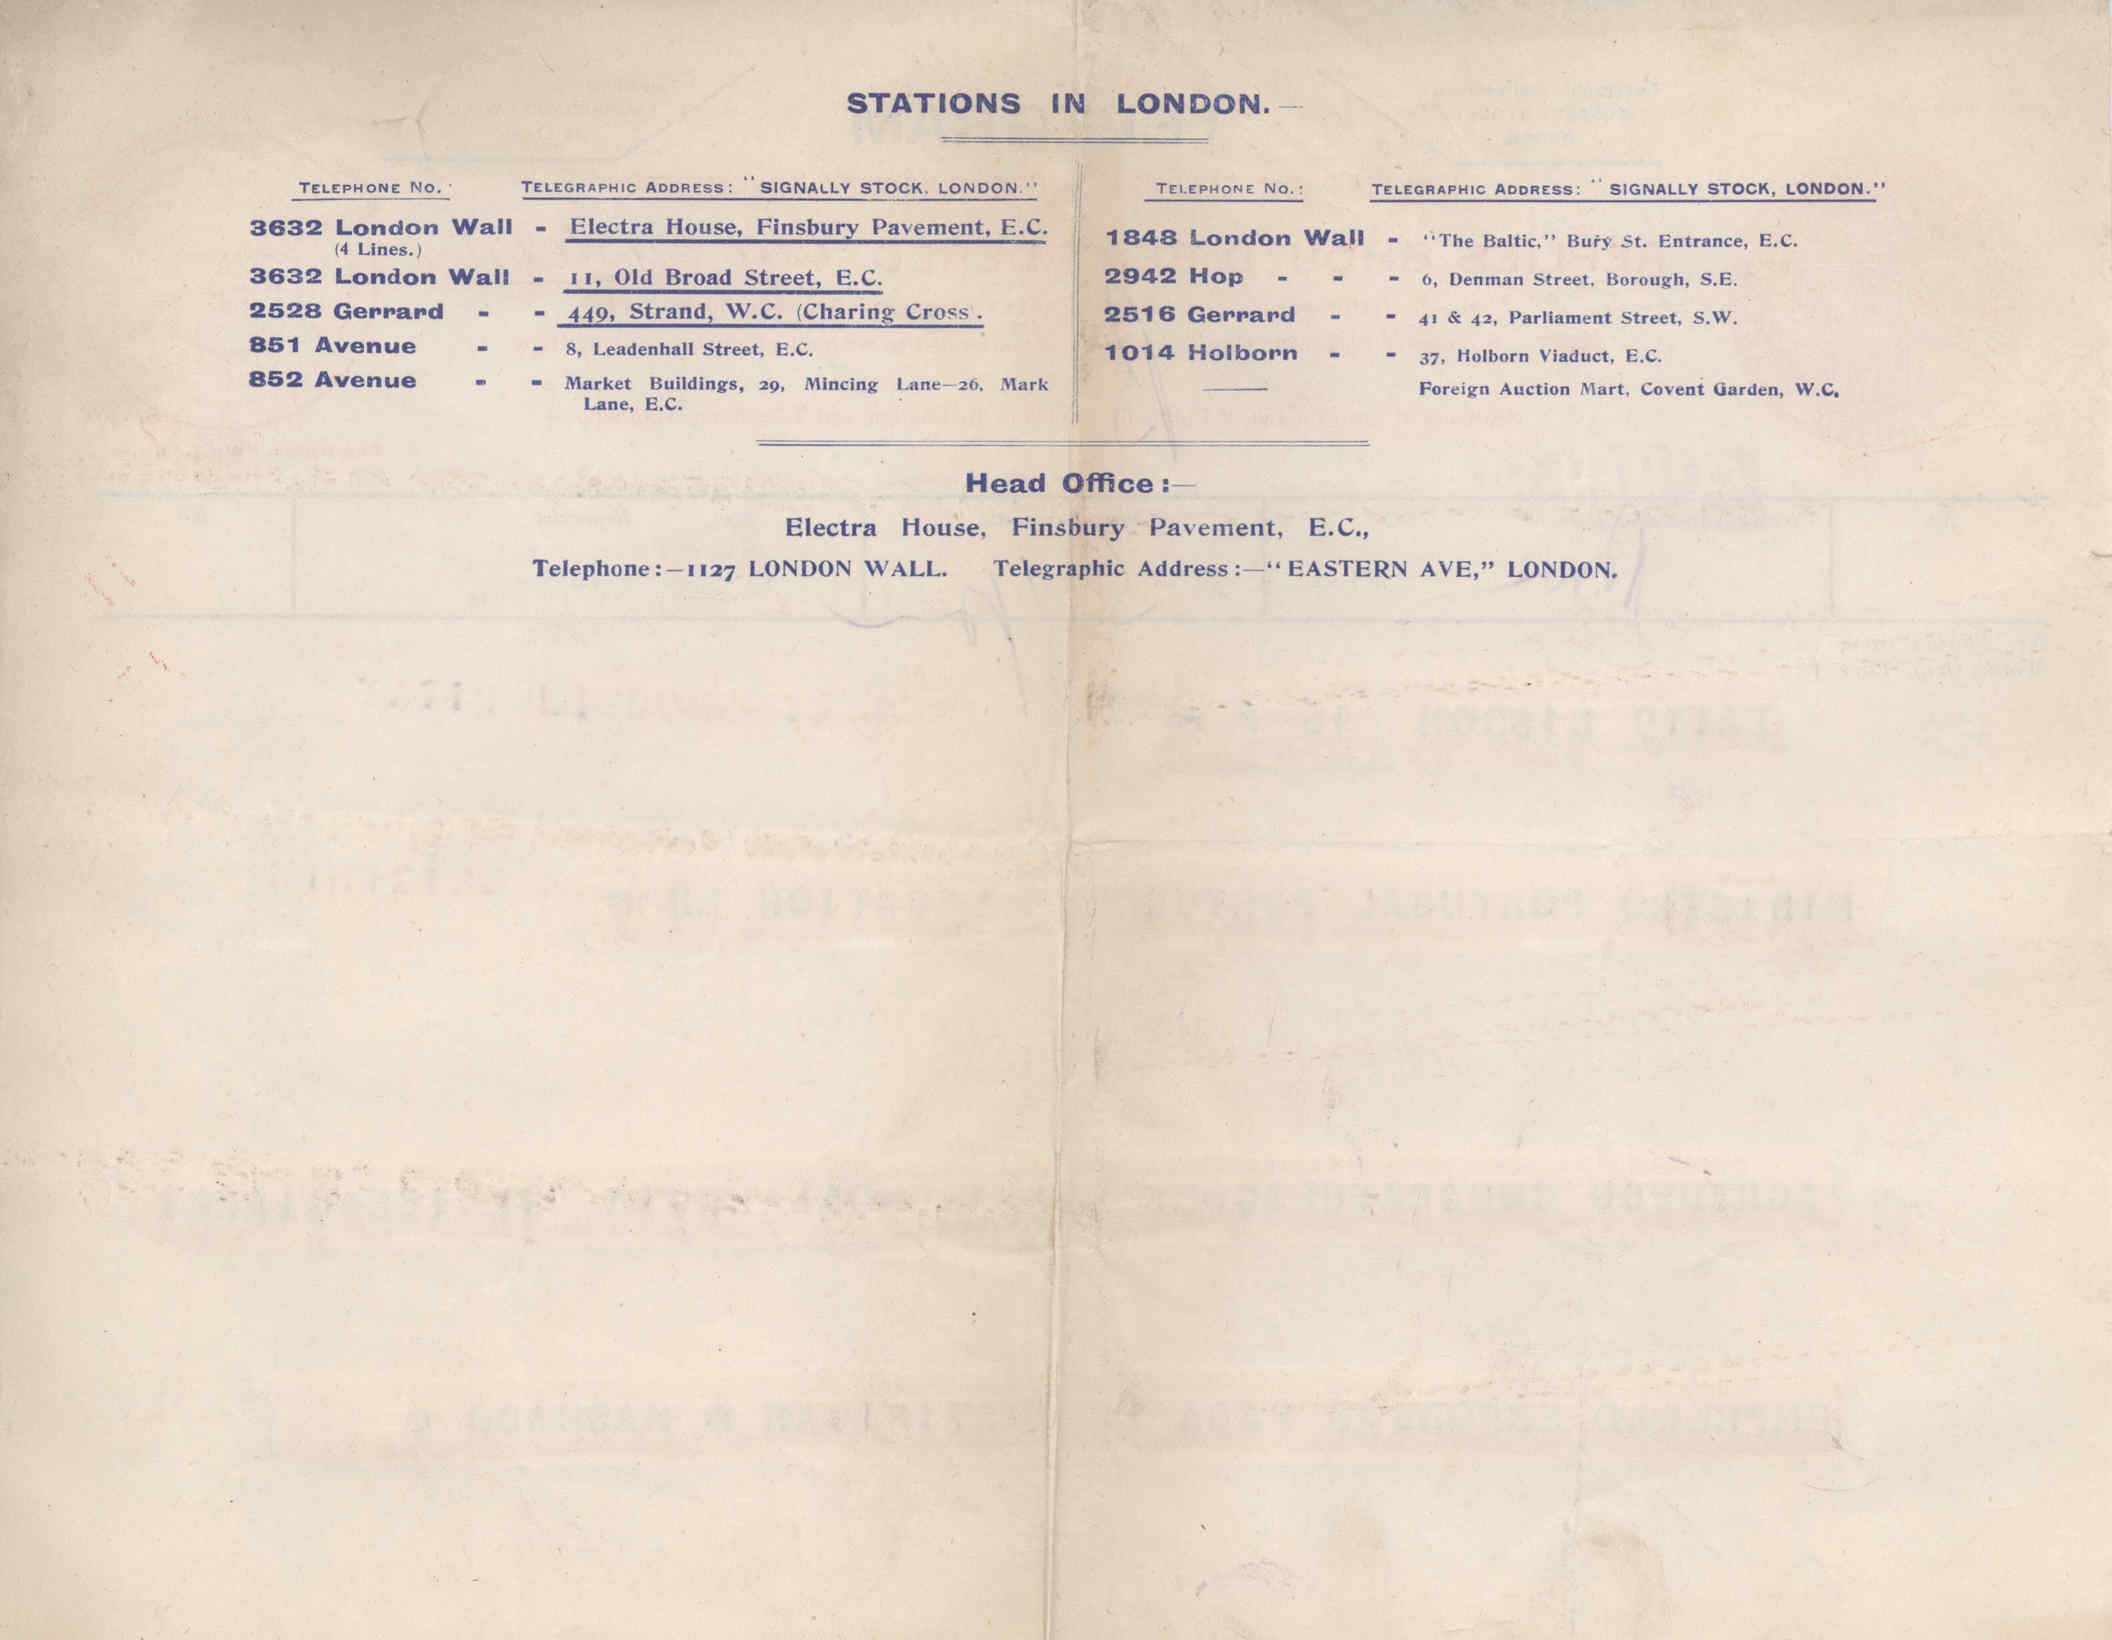 STATIONS IN LONDON.—
TELEPHONE NO.: TELEGRAPHIC ADDRESS: "SIGNALLY STOCK, LONDON."
3632 London Wall - Electra House, Finsbury Pavement, E.C.
(4 Lines.)
3632 London Wall - 11, Old Broad Street, E.C.
2528 Gerrard - - 449, Strand, W.C. (Charing Cross).
851 Avenue - - 8, Leadenhall Street, E.C.
852 Avenue - - Market Buildings, 29, Mincing Lane—26, Mark
Lane, E.C.
TELEPHONE NO.: TELEGRAPHIC ADDRESS: "SIGNALLY STOCK, LONDON."
1848 London Wall - "The Baltic," Bury St. Entrance, E.C.
2942 Hop - - - 6, Denman Street, Borough, S.E.
2516 Gerrard - - 41 & 42, Parliament Street, S.W.
1014 Holborn - - 37, Holborn Viaduct, E.C.
—— Foreign Auction Mart, Covent Garden, W.C.
Head Office:—
Electra House, Finsbury Pavement, E.C.,
Telephone:—1127 LONDON WALL. Telegraphic Address:—"EASTERN AVE," LONDON.